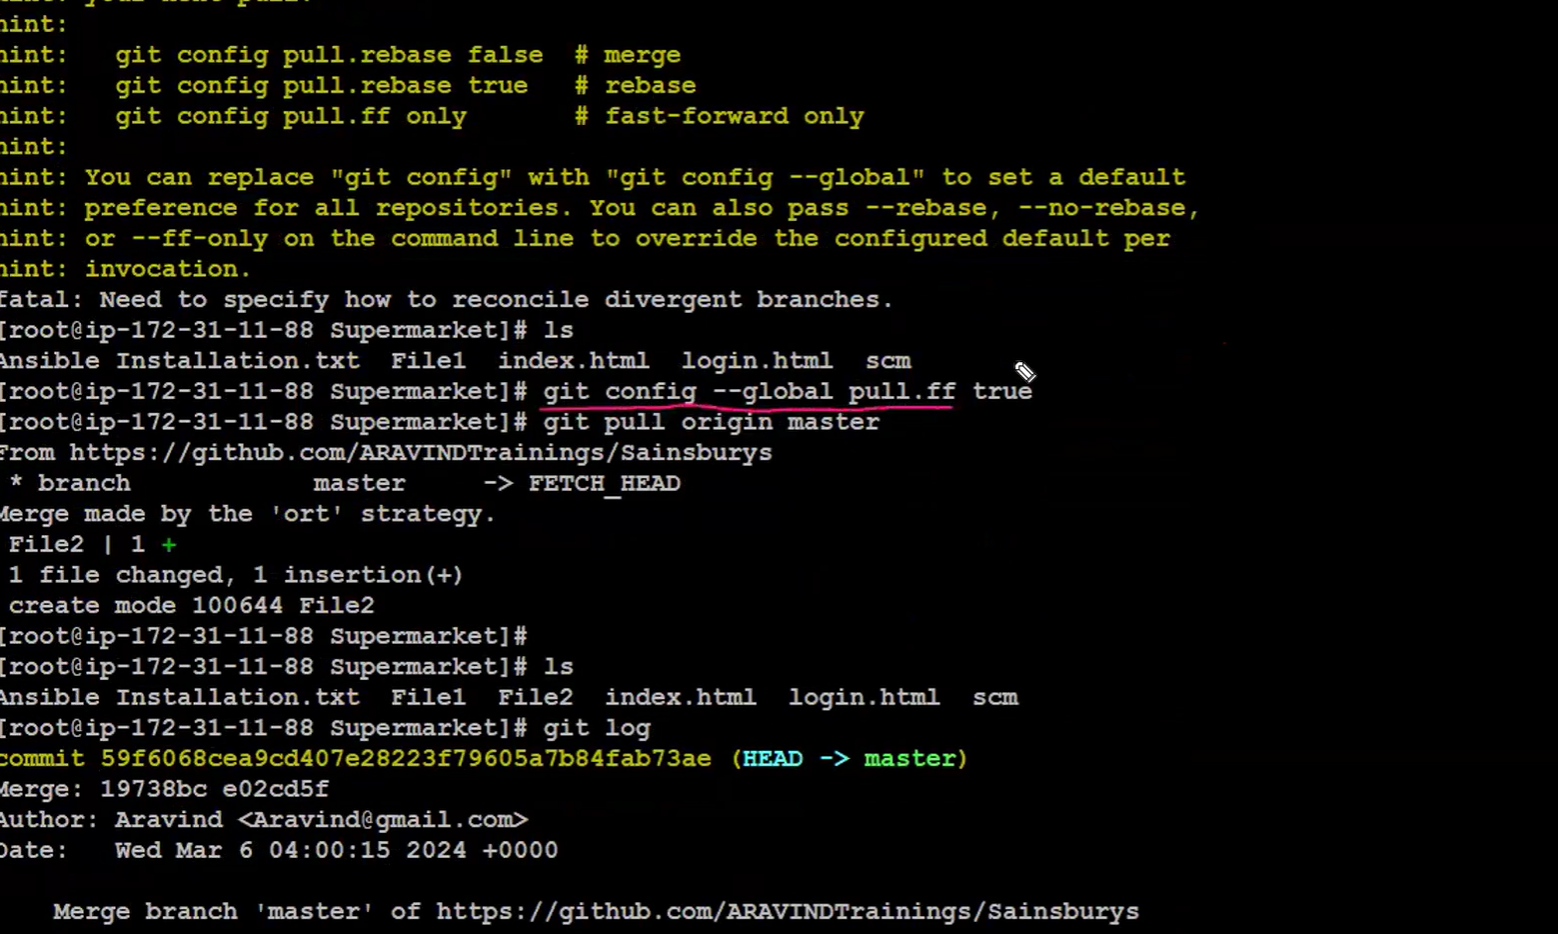 hint:
hint:   git config pull.rebase false  # merge
hint:   git config pull.rebase true   # rebase
hint:   git config pull.ff only       # fast-forward only
hint:
hint: You can replace "git config" with "git config --global" to set a default
hint: preference for all repositories. You can also pass --rebase, --no-rebase,
hint: or --ff-only on the command line to override the configured default per
hint: invocation.
fatal: Need to specify how to reconcile divergent branches.
[root@ip-172-31-11-88 Supermarket]# ls
Ansible Installation.txt  File1  index.html  login.html  scm
[root@ip-172-31-11-88 Supermarket]# git config --global pull.ff true
[root@ip-172-31-11-88 Supermarket]# git pull origin master
From https://github.com/ARAVINDTrainings/Sainsburys
 * branch            master     -> FETCH_HEAD
Merge made by the 'ort' strategy.
 File2 | 1 +
 1 file changed, 1 insertion(+)
 create mode 100644 File2
[root@ip-172-31-11-88 Supermarket]#
[root@ip-172-31-11-88 Supermarket]# ls
Ansible Installation.txt  File1  File2  index.html  login.html  scm
[root@ip-172-31-11-88 Supermarket]# git log
commit 59f6068cea9cd407e28223f79605a7b84fab73ae (HEAD -> master)
Merge: 19738bc e02cd5f
Author: Aravind <Aravind@gmail.com>
Date:   Wed Mar 6 04:00:15 2024 +0000
    Merge branch 'master' of https://github.com/ARAVINDTrainings/Sainsburys